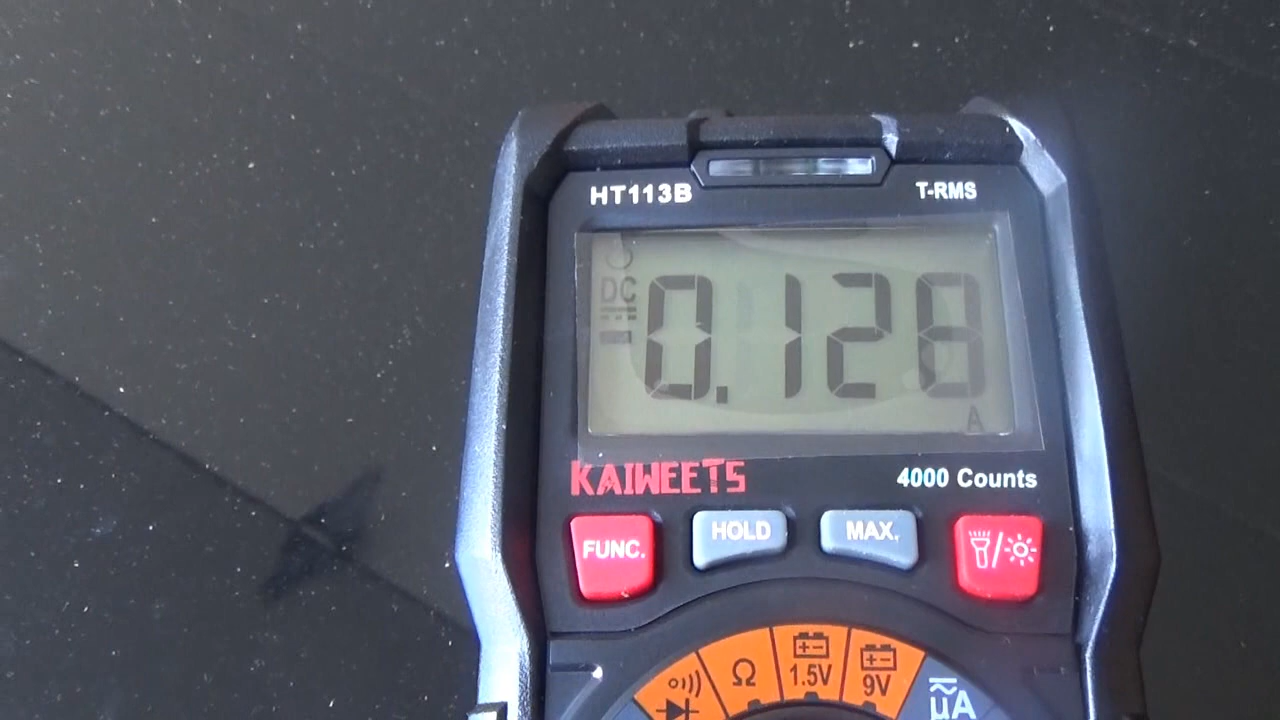 HT113B T-RMS
DC
-0.128
A
KAIWEETS 4000 Counts
FUNC. HOLD MAX.
Ω 1.5V 9V μA